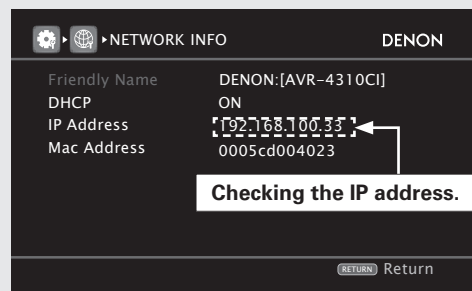 NETWORK INFO DENON
Friendly Name DENON:[AVR-4310CI]
DHCP ON
IP Address 192.168.100.33
Mac Address 0005cd004023
Checking the IP address.
RETURN Return